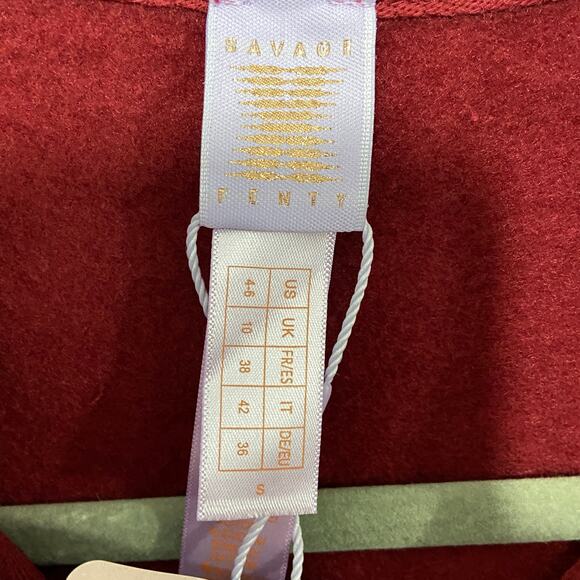 SAVAGE
FENTY
US UK FR/ES IT DE/EU
4-6 10 38 42 36
S